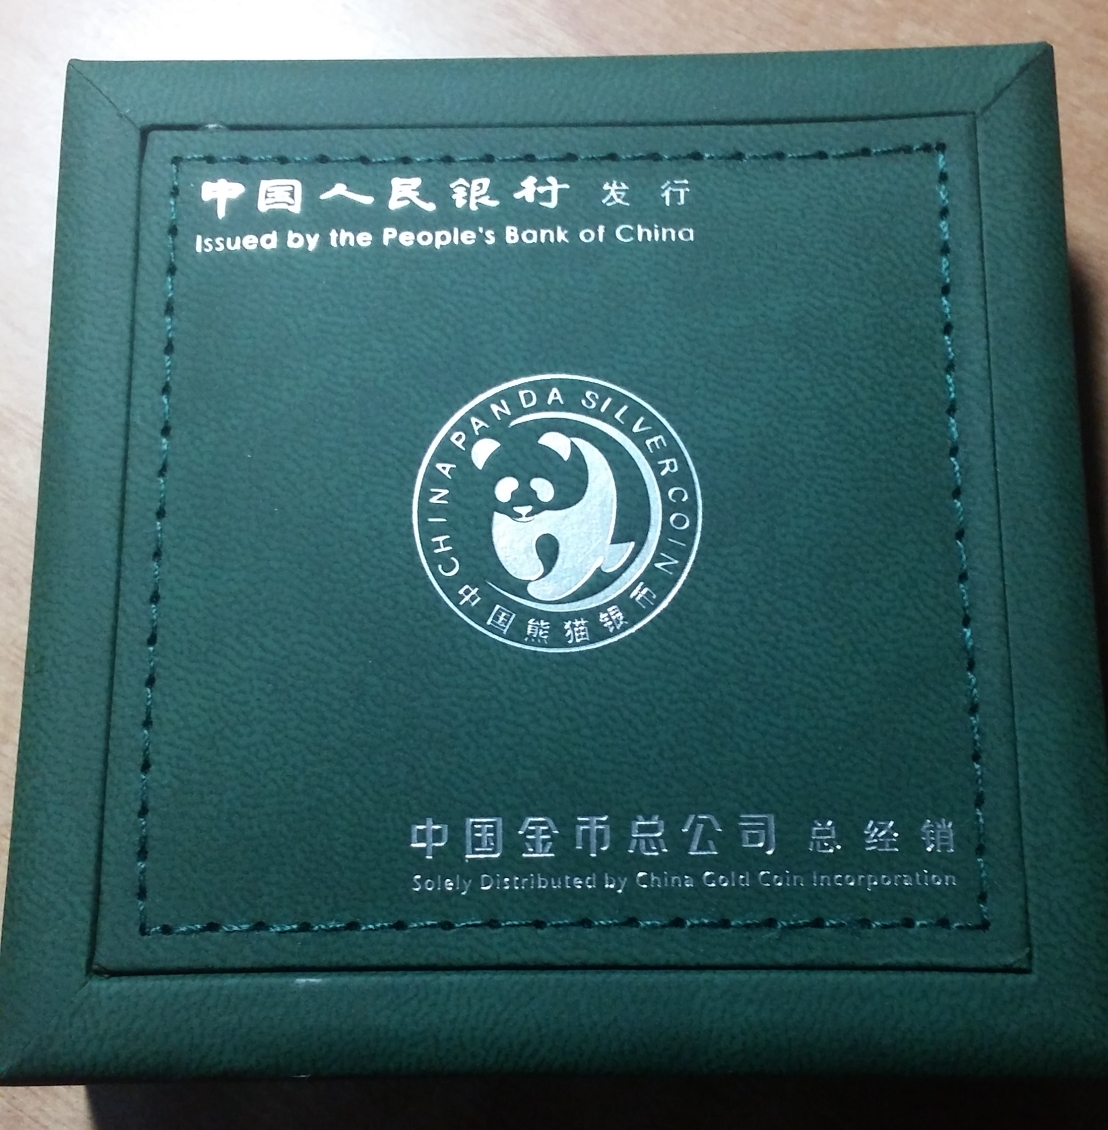 中国人民银行 发行
Issued by the People's Bank of China
CHINA PANDA SILVER COIN
中国熊猫银币
中国金币总公司 总经销
Solely Distributed by China Gold Coin Incorporation